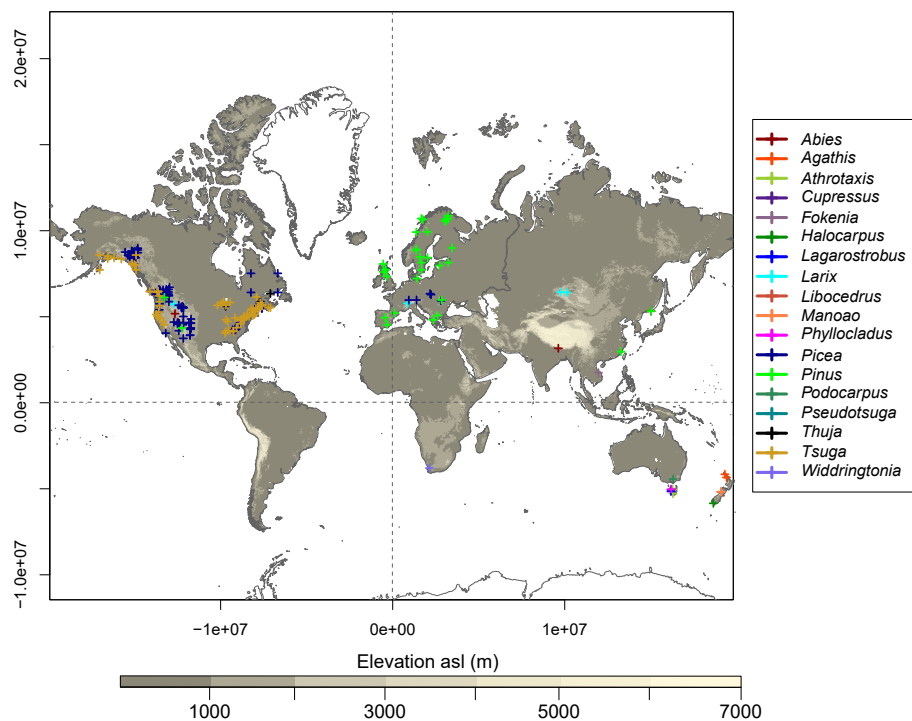 2.0e+07
1.0e+07
0.0e+00
−1.0e+07
−1e+07
0e+00
1e+07
Abies
Agathis
Athrotaxis
Cupressus
Fokenia
Halocarpus
Lagarostrobus
Larix
Libocedrus
Manoao
Phyllocladus
Picea
Pinus
Podocarpus
Pseudotsuga
Thuja
Tsuga
Widdringtonia
Elevation asl (m)
1000
3000
5000
7000